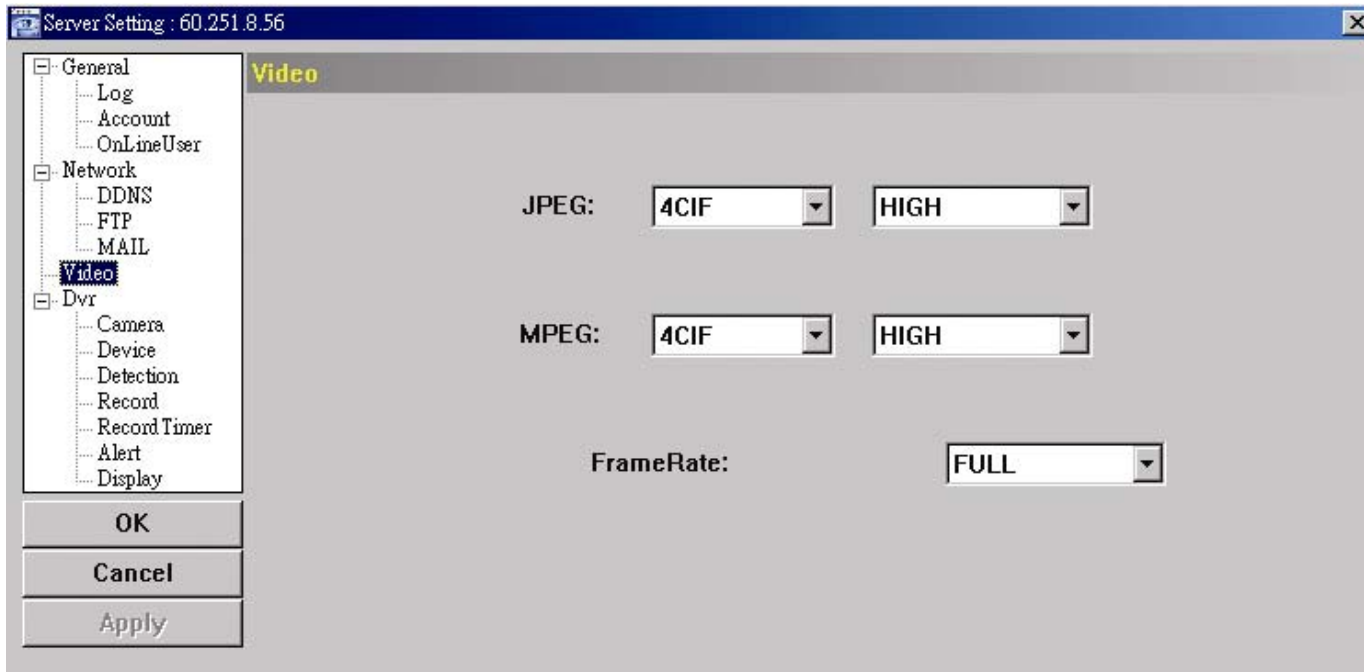 Server Setting : 60.251.8.56
General
Log
Account
OnLineUser
Network
DDNS
FTP
MAIL
Video
Dvr
Camera
Device
Detection
Record
Record Timer
Alert
Display
OK
Cancel
Apply
Video
JPEG: 4CIF HIGH
MPEG: 4CIF HIGH
FrameRate: FULL